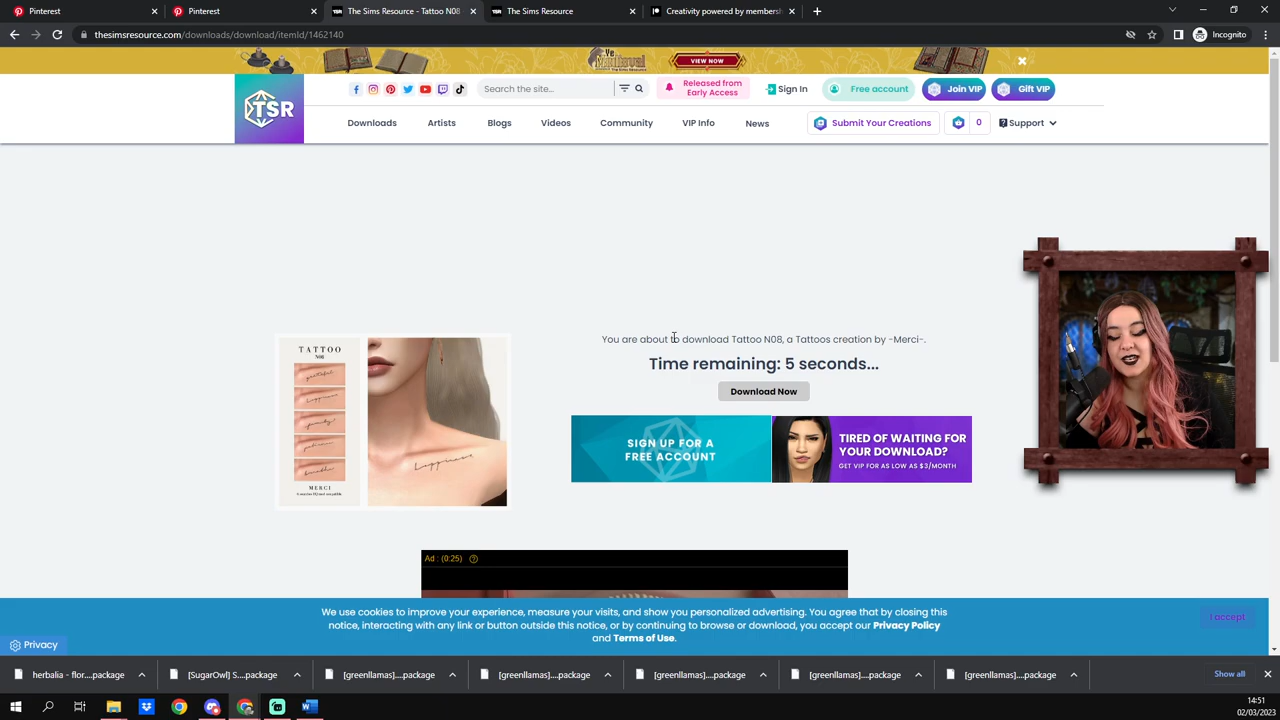 Pinterest
Pinterest
The Sims Resource - Tattoo N08
The Sims Resource
Creativity powered by members
thesimsresource.com/downloads/download/itemId/1462140
Incognito
VIEW NOW
TSR
Search the site...
Released from
Early Access
Sign In
Free account
Join VIP
Gift VIP
Downloads
Artists
Blogs
Videos
Community
VIP Info
News
Submit Your Creations
0
Support
TATTOO
N08
MERCI
You are about to download Tattoo N08, a Tattoos creation by -Merci-.
Time remaining: 5 seconds...
Download Now
SIGN UP FOR A
FREE ACCOUNT
TIRED OF WAITING FOR
YOUR DOWNLOAD?
GET VIP FOR AS LOW AS $3/MONTH
Ad : (0:25)
We use cookies to improve your experience, measure your visits, and show you personalized advertising. You agree that by closing this
notice, interacting with any link or button outside this notice, or by continuing to browse or download, you accept our Privacy Policy
and Terms of Use.
I accept
Privacy
herbalia - flor....package
[SugarOwl] S....package
[greenllamas]....package
[greenllamas]....package
[greenllamas]....package
[greenllamas]....package
[greenllamas]....package
Show all
14:51
02/03/2023